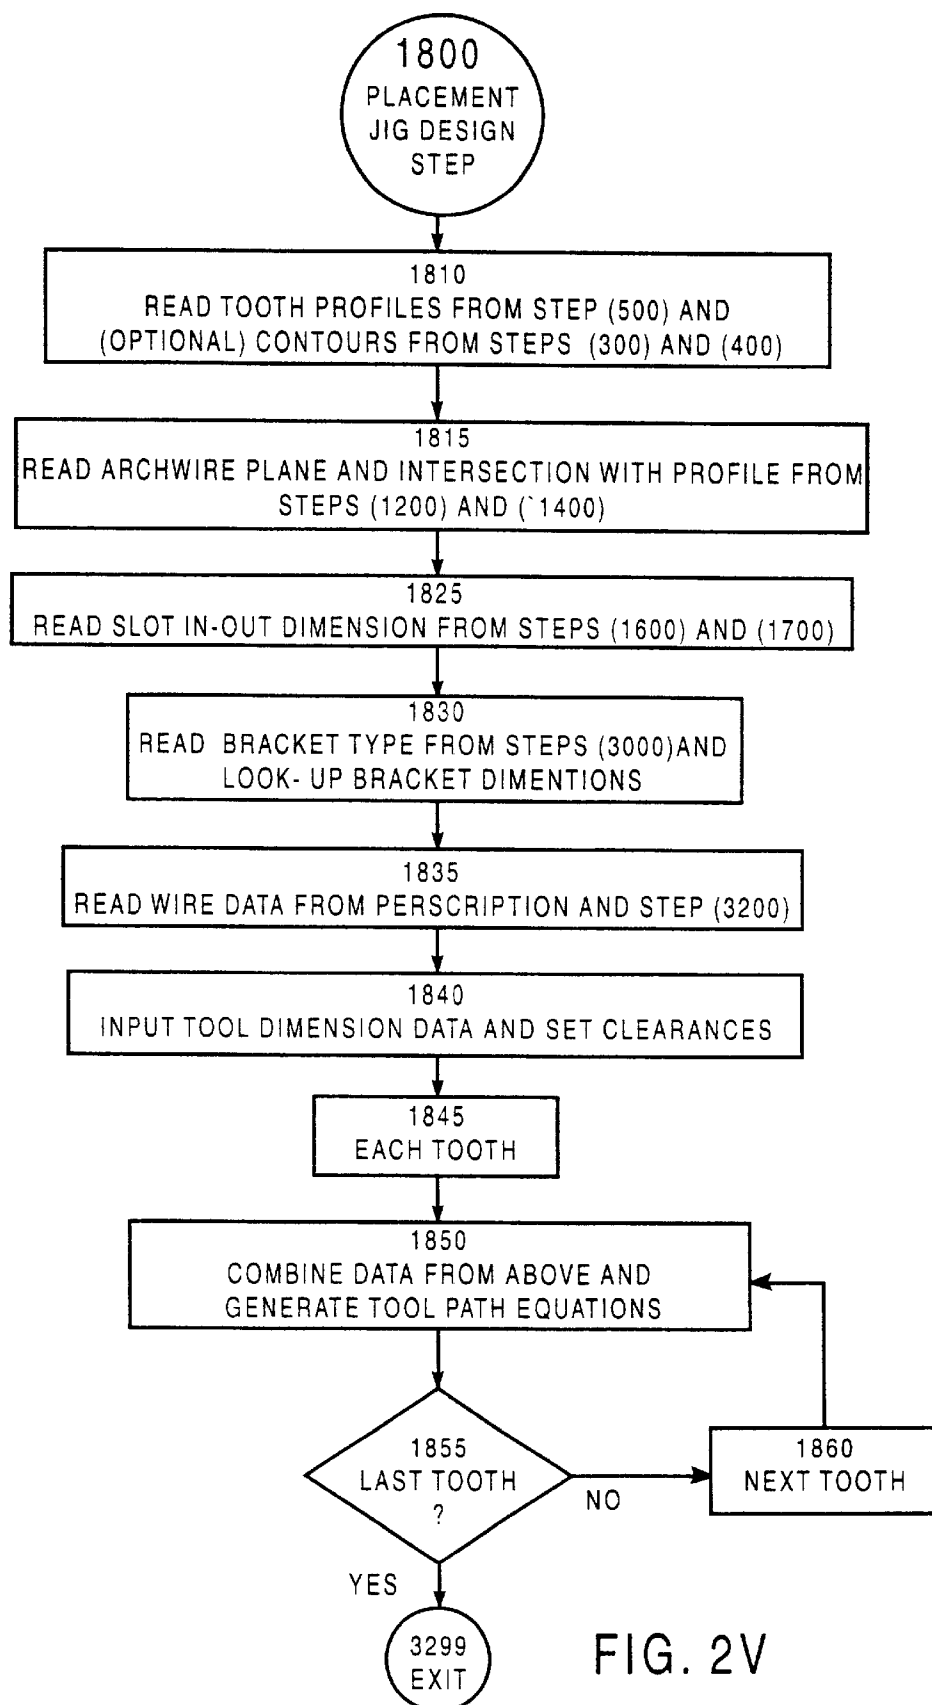 1800
PLACEMENT
JIG DESIGN
STEP
1810
READ TOOTH PROFILES FROM STEP (500) AND
(OPTIONAL) CONTOURS FROM STEPS (300) AND (400)
1815
READ ARCHWIRE PLANE AND INTERSECTION WITH PROFILE FROM
STEPS (1200) AND (`1400)
1825
READ SLOT IN-OUT DIMENSION FROM STEPS (1600) AND (1700)
1830
READ BRACKET TYPE FROM STEPS (3000)AND
LOOK- UP BRACKET DIMENTIONS
1835
READ WIRE DATA FROM PERSCRIPTION AND STEP (3200)
1840
INPUT TOOL DIMENSION DATA AND SET CLEARANCES
1845
EACH TOOTH
1850
COMBINE DATA FROM ABOVE AND
GENERATE TOOL PATH EQUATIONS
1855
LAST TOOTH
?
NO
1860
NEXT TOOTH
YES
3299
EXIT
FIG. 2V